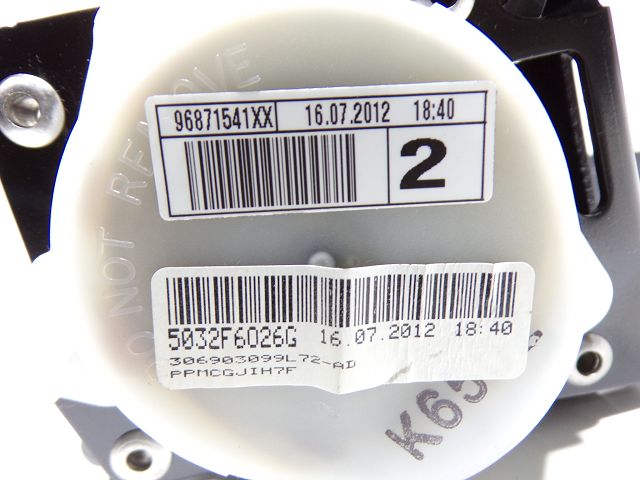 DO NOT REMOVE
96871541XX 16.07.2012 18:40
2
5032F6026G 16.07.2012 18:40
306903099L72-AD
PPMCGJIH7F